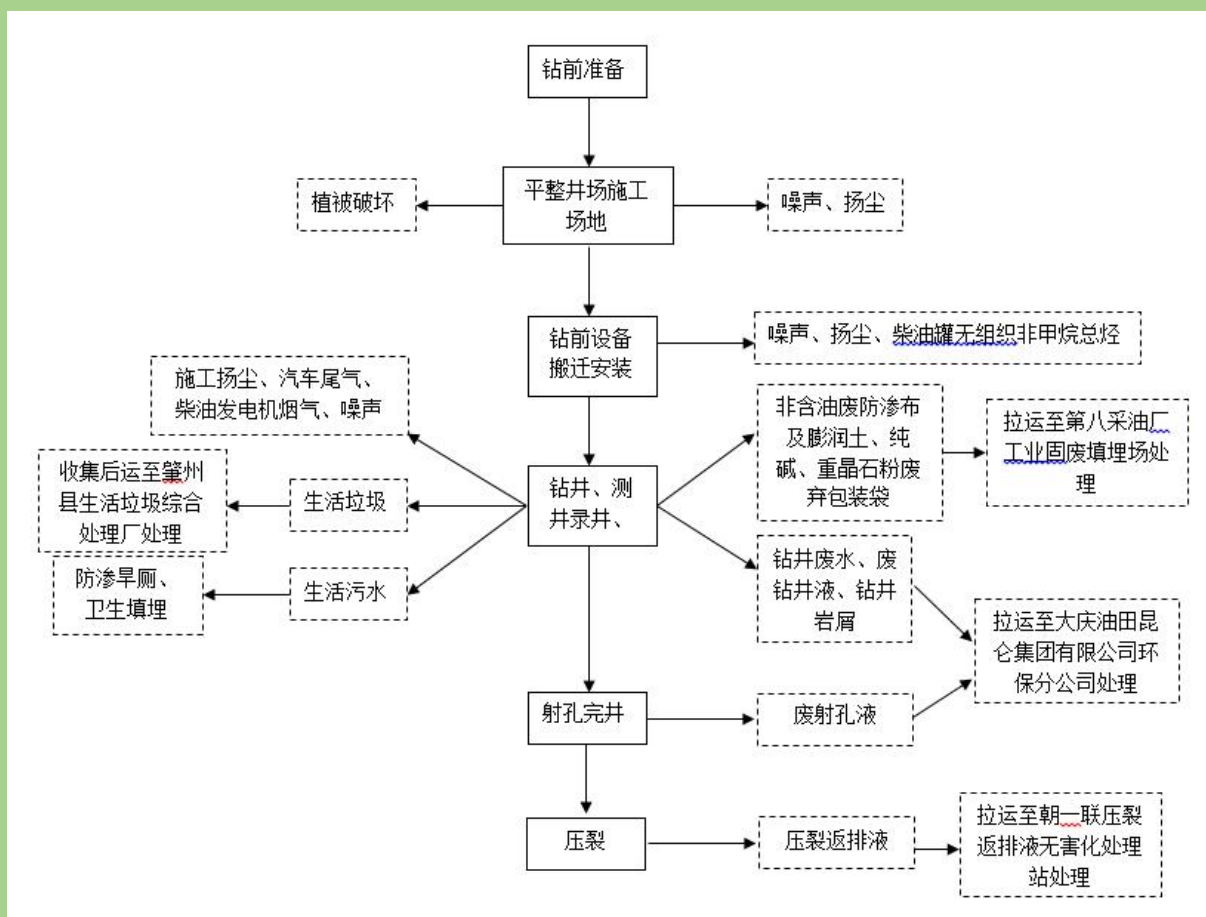 钻前准备
植被破坏
平整井场施工
场地
噪声、扬尘
钻前设备
搬迁安装
噪声、扬尘、柴油罐无组织非甲烷总烃
施工扬尘、汽车尾气、
柴油发电机烟气、噪声
非含油废防渗布
及膨润土、纯
碱、重晶石粉废
弃包装袋
拉运至第八采油厂
工业固废填埋场处
理
收集后运至肇州
县生活垃圾综合
处理厂处理
生活垃圾
钻井、测
井录井、
防渗旱厕、
卫生填埋
生活污水
钻井废水、废
钻井液、钻井
岩屑
拉运至大庆油田昆
仑集团有限公司环
保分公司处理
射孔完井
废射孔液
压裂
压裂返排液
拉运至朝一联压裂
返排液无害化处理
站处理